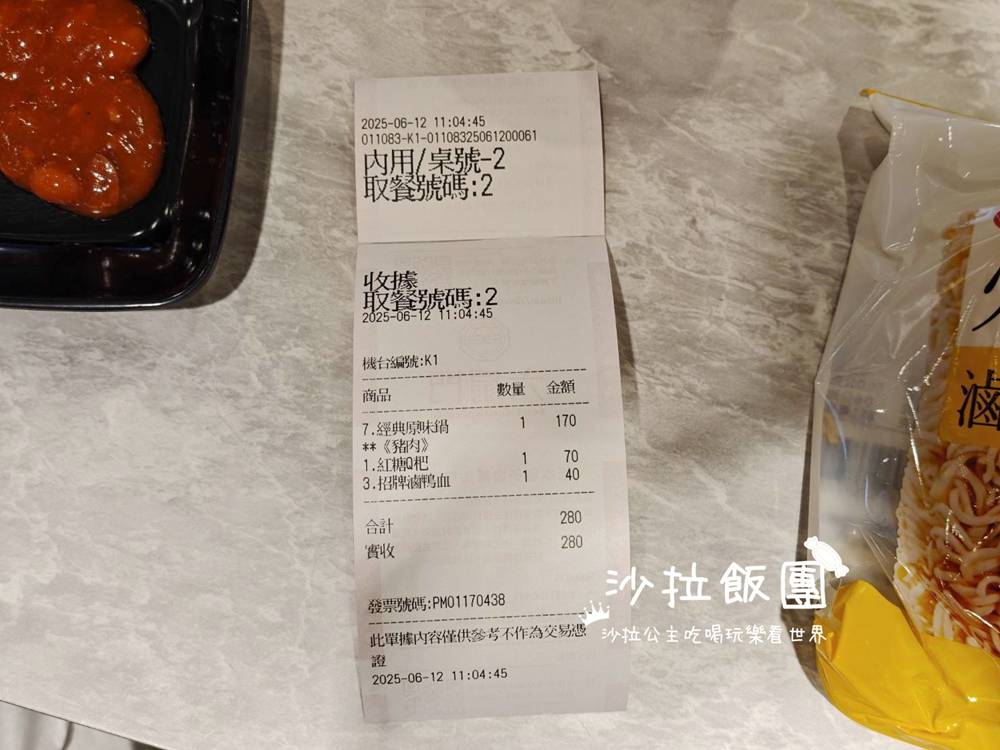 2025-06-12 11:04:45
011083-K1-01108325061200061
內用/桌號-2
取餐號碼:2
收據
取餐號碼:2
2025-06-12 11:04:45
機台編號:K1
商品 數量 金額
7.經典原味鍋 1 170
**《豬肉》
1.紅糖Q粑 1 70
3.招牌滷鴨血 1 40
合計 280
實收 280
發票號碼:PM01170438
此單據內容僅供參考不作為交易憑
證
2025-06-12 11:04:45
滷
沙拉飯團
沙拉公主吃喝玩樂看世界